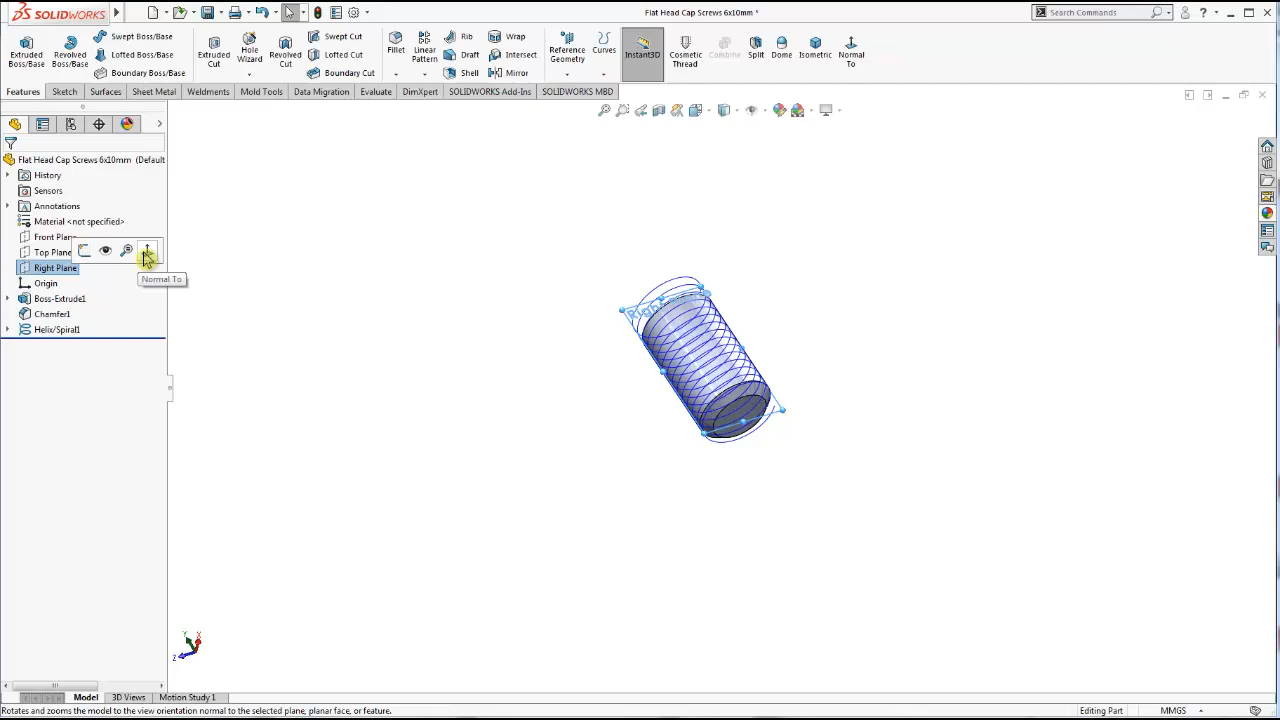 SOLIDWORKS
Flat Head Cap Screws 6x10mm *
Search Commands
Extruded Boss/Base
Revolved Boss/Base
Swept Boss/Base
Lofted Boss/Base
Boundary Boss/Base
Extruded Cut
Hole Wizard
Revolved Cut
Swept Cut
Lofted Cut
Boundary Cut
Fillet
Linear Pattern
Rib
Draft
Shell
Wrap
Intersect
Mirror
Reference Geometry
Curves
Instant3D
Cosmetic Thread
Combine
Split
Dome
Isometric
Normal To
Features
Sketch
Surfaces
Sheet Metal
Weldments
Mold Tools
Data Migration
Evaluate
DimXpert
SOLIDWORKS Add-Ins
SOLIDWORKS MBD
Flat Head Cap Screws 6x10mm (Default
History
Sensors
Annotations
Material <not specified>
Front Plane
Top Plane
Right Plane
Normal To
Origin
Boss-Extrude1
Chamfer1
Helix/Spiral1
Y
X
Z
Model
3D Views
Motion Study 1
Rotates and zooms the model to the view orientation normal to the selected plane, planar face, or feature.
Editing Part
MMGS